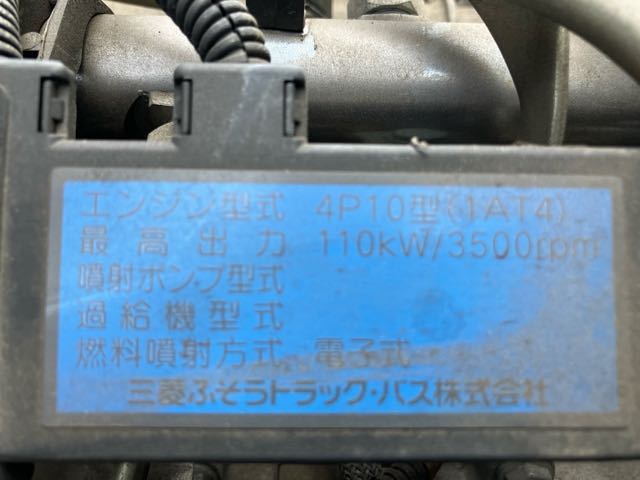 エンジン型式 4P10型(1AT4)
最高出力 110kW/3500rpm
噴射ポンプ型式
過給機型式
燃料噴射方式 電子式
三菱ふそうトラック・バス株式会社